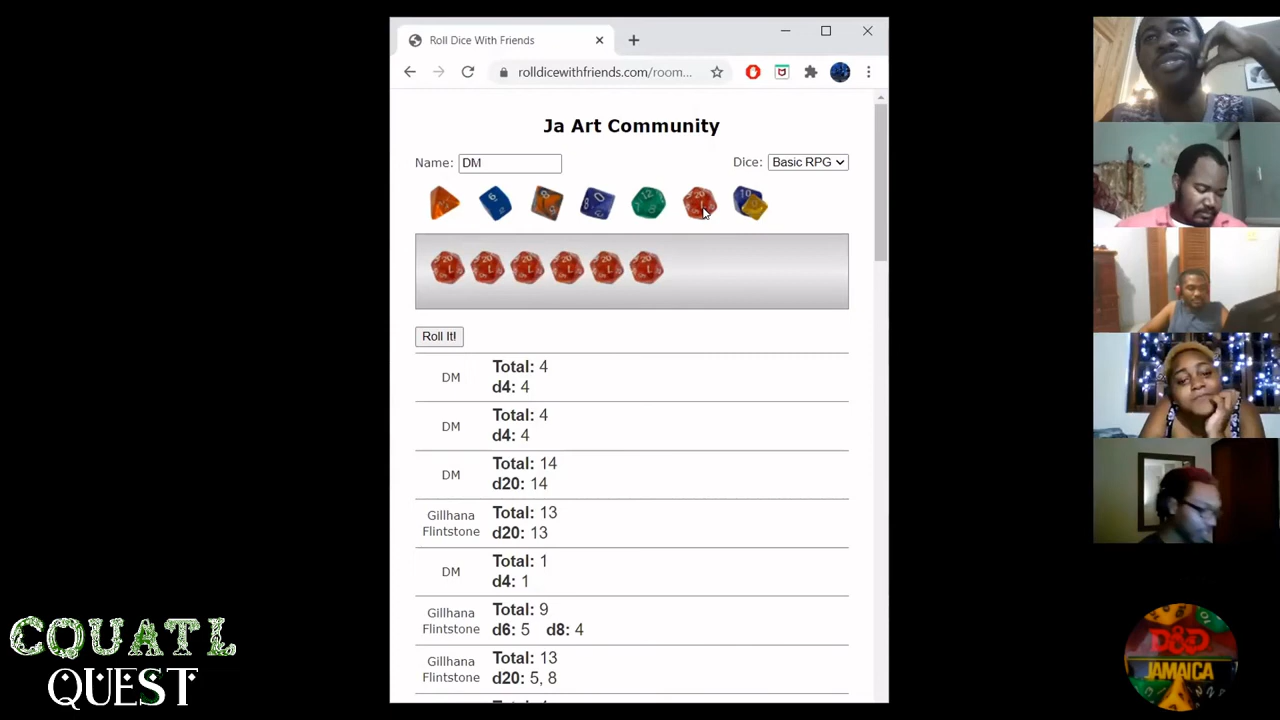 Roll Dice With Friends
rolldicewithfriends.com/room...
Ja Art Community
Name: DM
Dice: Basic RPG
Roll It!
DM
Total: 4
d4: 4
DM
Total: 4
d4: 4
DM
Total: 14
d20: 14
Gillhana Flintstone
Total: 13
d20: 13
DM
Total: 1
d4: 1
Gillhana Flintstone
Total: 9
d6: 5 d8: 4
Gillhana Flintstone
Total: 13
d20: 5, 8
COUATL
QUEST
D&D
JAMAICA